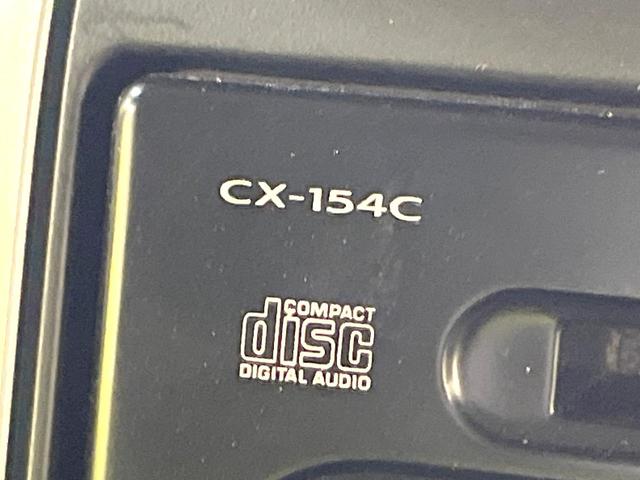 CX-154C
COMPACT
disc
DIGITAL AUDIO